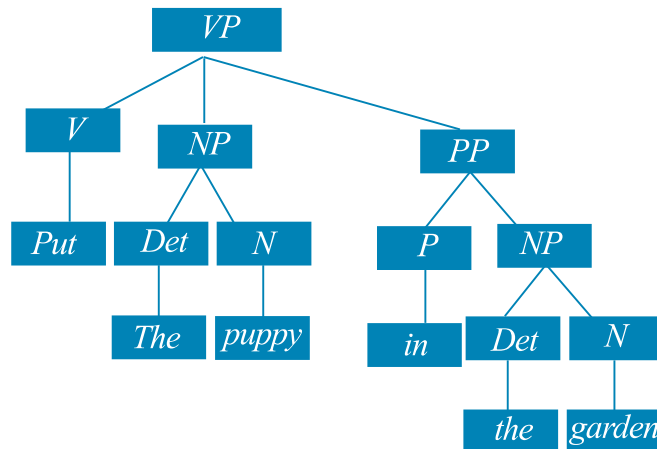 VP
V NP PP
Put Det N P NP
The puppy in Det N
the garden